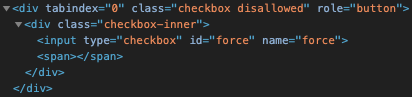 ▼<div tabindex="0" class="checkbox disallowed" role="button">
▼<div class="checkbox-inner">
<input type="checkbox" id="force" name="force">
<span></span>
</div>
</div>